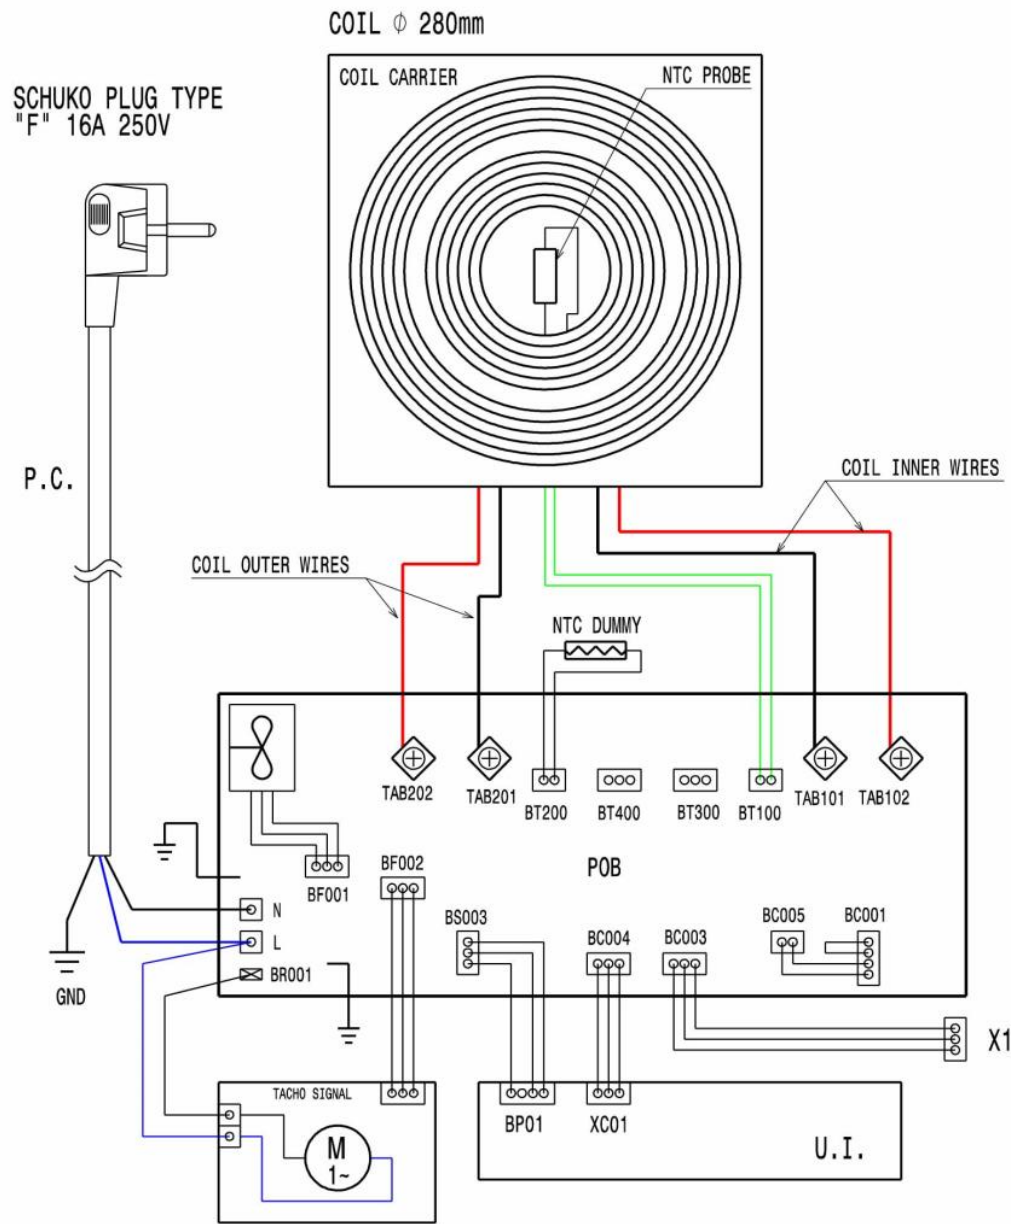 COIL ϕ 280mm
COIL CARRIER
NTC PROBE
SCHUKO PLUG TYPE
"F" 16A 250V
P.C.
COIL INNER WIRES
COIL OUTER WIRES
NTC DUMMY
TAB202
TAB201
BT200
BT400
BT300
BT100
TAB101
TAB102
BF001
BF002
POB
N
L
BR001
GND
BS003
BC004
BC003
BC005
BC001
X1
TACHO SIGNAL
M
1~
BP01
XC01
U.I.